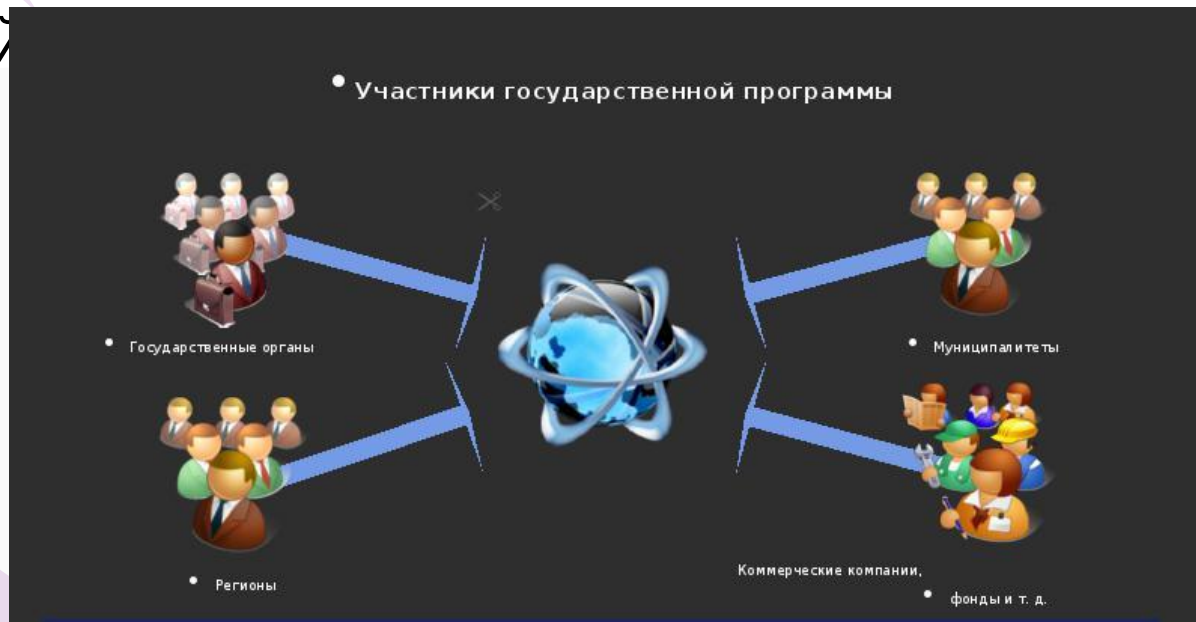 • Участники государственной программы
• Государственные органы
• Муниципалитеты
• Регионы
Коммерческие компании,
• фонды и т. д.